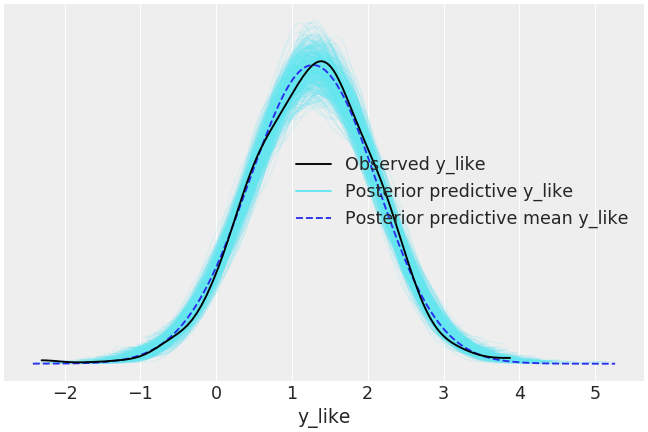 Observed y_like
Posterior predictive y_like
Posterior predictive mean y_like
−2 −1 0 1 2 3 4 5
y_like